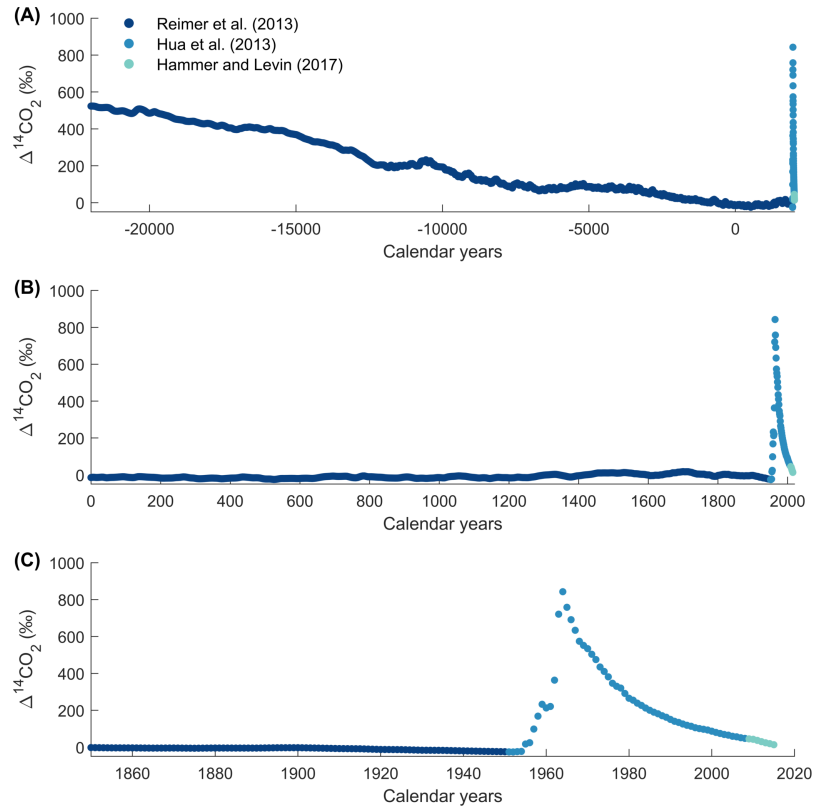 (A)
1000
800
600
400
200
0
Δ14CO2 (‰)
Reimer et al. (2013)
Hua et al. (2013)
Hammer and Levin (2017)
-20000 -15000 -10000 -5000 0
Calendar years
(B)
1000
800
600
400
200
0
Δ14CO2 (‰)
0 200 400 600 800 1000 1200 1400 1600 1800 2000
Calendar years
(C)
1000
800
600
400
200
0
Δ14CO2 (‰)
1860 1880 1900 1920 1940 1960 1980 2000 2020
Calendar years